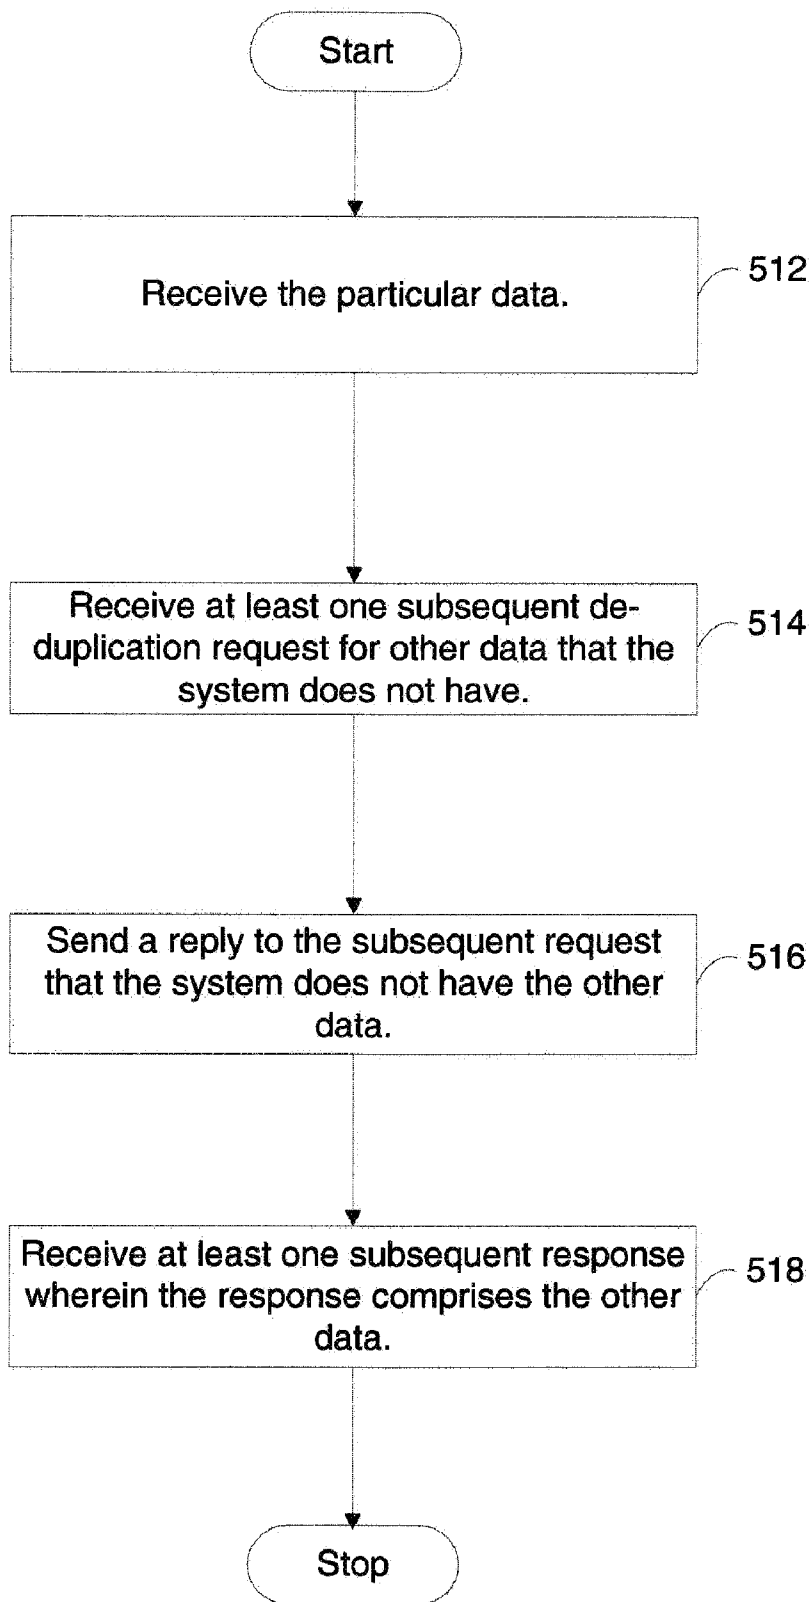 Start
Receive the particular data.
512
Receive at least one subsequent de-
duplication request for other data that the
system does not have.
514
Send a reply to the subsequent request
that the system does not have the other
data.
516
Receive at least one subsequent response
wherein the response comprises the other
data.
518
Stop